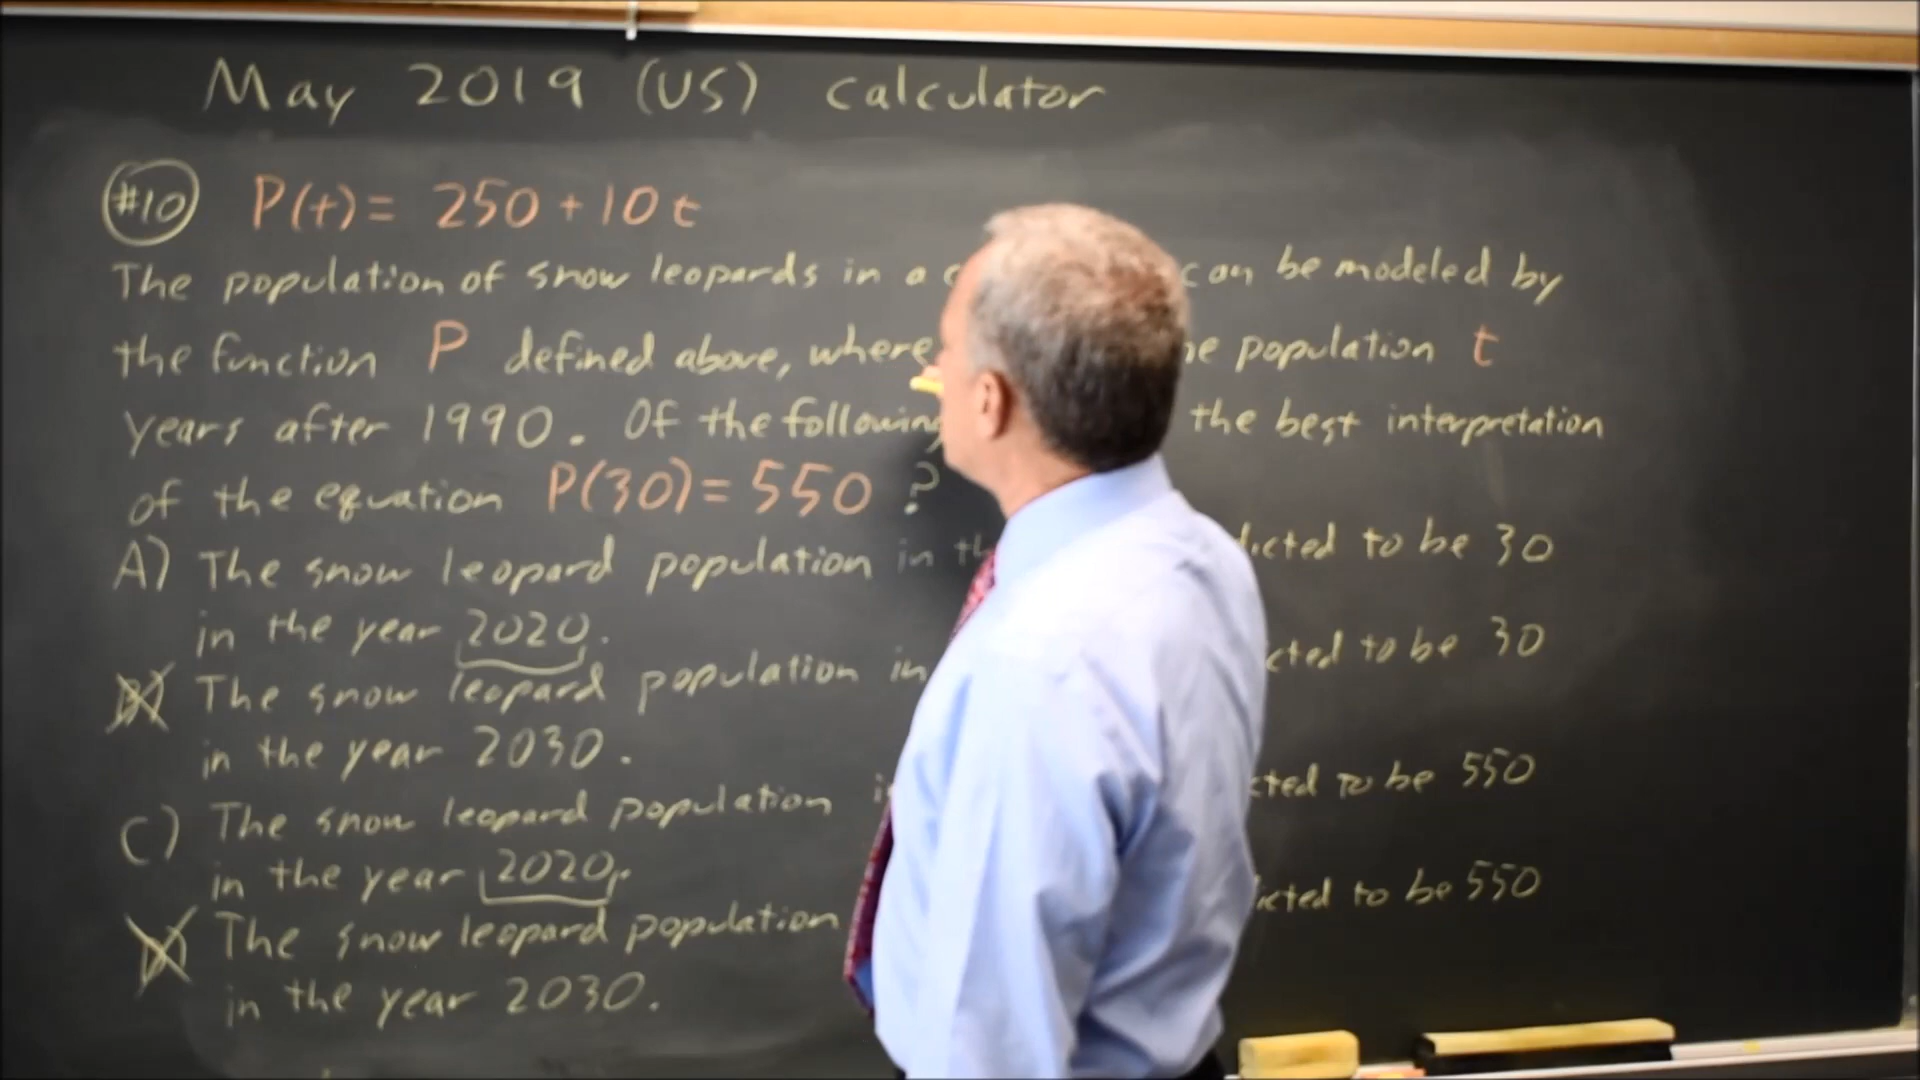 May 2019 (US) calculator
#10 P(t) = 250 + 10t
The population of snow leopards in a can be modeled by
the function P defined above, where population t
years after 1990. Of the following the best interpretation
of the equation P(30) = 550 ?
A) The snow leopard population in to be 30
in the year 2020.
B) The snow leopard population in to be 30
in the year 2030.
C) The snow leopard population to be 550
in the year 2020.
D) The snow leopard population to be 550
in the year 2030.